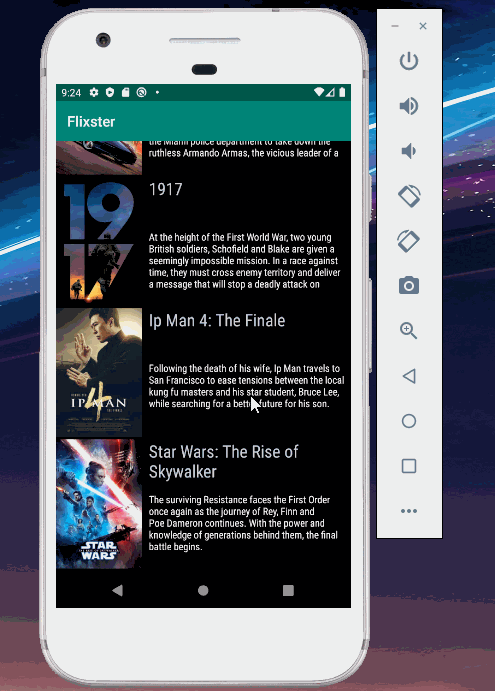 9:24
Flixster
the Miami police department to take down the
ruthless Armando Armas, the vicious leader of a
1917
19
17
At the height of the First World War, two young
British soldiers, Schofield and Blake are given a
seemingly impossible mission. In a race against
time, they must cross enemy territory and deliver
a message that will stop a deadly attack on
Ip Man 4: The Finale
IP MAN
4
Following the death of his wife, Ip Man travels to
San Francisco to ease tensions between the local
kung fu masters and his star student, Bruce Lee,
while searching for a better future for his son.
Star Wars: The Rise of
Skywalker
STAR
WARS
The surviving Resistance faces the First Order
once again as the journey of Rey, Finn and
Poe Dameron continues. With the power and
knowledge of generations behind them, the final
battle begins.